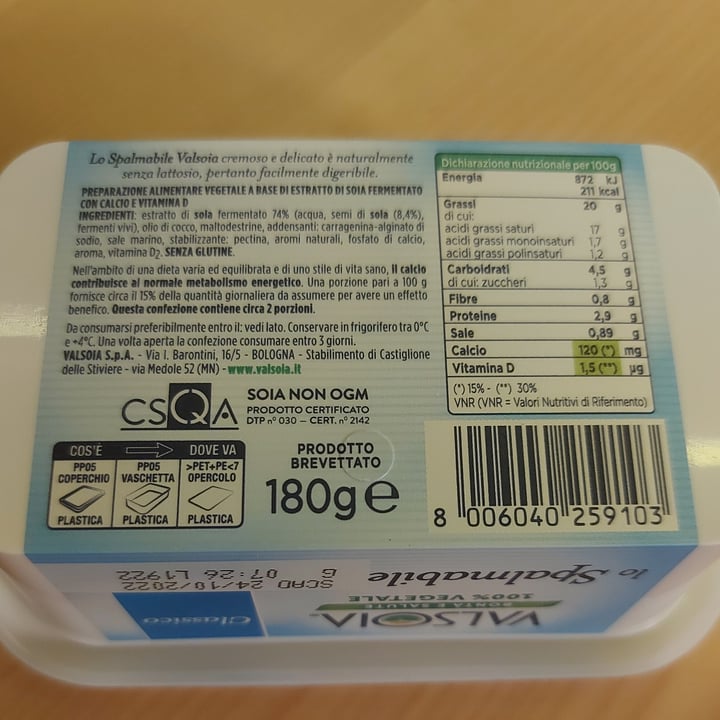 Lo Spalmabile Valsoia cremoso e delicato è naturalmente
senza lattosio, pertanto facilmente digeribile.
PREPARAZIONE ALIMENTARE VEGETALE A BASE DI ESTRATTO DI SOIA FERMENTATO
CON CALCIO E VITAMINA D
INGREDIENTI: estratto di soia fermentato 74% (acqua, semi di soia (8,4%),
fermenti vivi), olio di cocco, maltodestrine, addensanti: carragenina-alginato di
sodio, sale marino, stabilizzante: pectina, aromi naturali, fosfato di calcio,
aroma, vitamina D2. SENZA GLUTINE.
Nell'ambito di una dieta varia ed equilibrata e di uno stile di vita sano, il calcio
contribuisce al normale metabolismo energetico. Una porzione pari a 100 g
fornisce circa il 15% della quantità giornaliera da assumere per avere un effetto
benefico. Questa confezione contiene circa 2 porzioni.
Da consumarsi preferibilmente entro il: vedi lato. Conservare in frigorifero tra 0°C
e +4°C. Una volta aperta la confezione consumare entro 3 giorni.
VALSOIA S.p.A. - Via I. Barontini, 16/5 - BOLOGNA - Stabilimento di Castiglione
delle Stiviere - via Medole 52 (MN) - www.valsoia.it
CSQA
SOIA NON OGM
PRODOTTO CERTIFICATO
DTP n° 030 – CERT. n° 2142
COS'È DOVE VA
PP05 COPERCHIO PLASTICA
PP05 VASCHETTA PLASTICA
>PET+PE<7 OPERCOLO PLASTICA
PRODOTTO
BREVETTATO
180g e
Dichiarazione nutrizionale per 100g
Energia 872 kJ
211 kcal
Grassi 20 g
di cui:
acidi grassi saturi 17 g
acidi grassi monoinsaturi 1,7 g
acidi grassi polinsaturi 1,2 g
Carboidrati 4,5 g
di cui: zuccheri 1,3 g
Fibre 0,8 g
Proteine 2,9 g
Sale 0,89 g
Calcio 120 (*) mg
Vitamina D 1,5 (**) µg
(*) 15% - (**) 30%
VNR (VNR = Valori Nutritivi di Riferimento)
8 006040 259103
VALSOIA
BONTÀ E SALUTE
100% VEGETALE
lo Spalmabile
Classico
SCAD 24/10/2022
07:26 L1922